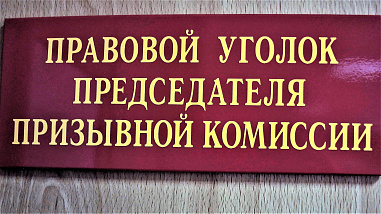 ПРАВОВОЙ УГОЛОК
ПРЕДСЕДАТЕЛЯ
ПРИЗЫВНОЙ КОМИССИИ